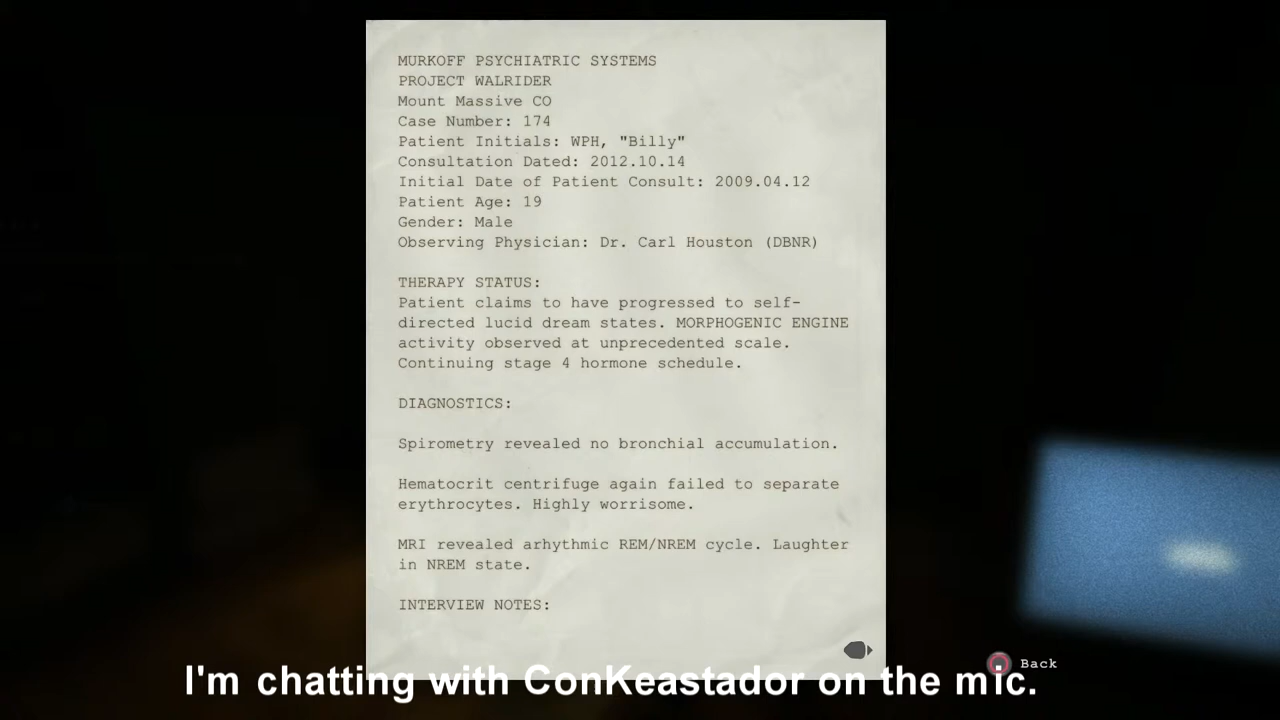 MURKOFF PSYCHIATRIC SYSTEMS
PROJECT WALRIDER
Mount Massive CO
Case Number: 174
Patient Initials: WPH, "Billy"
Consultation Dated: 2012.10.14
Initial Date of Patient Consult: 2009.04.12
Patient Age: 19
Gender: Male
Observing Physician: Dr. Carl Houston (DBNR)
THERAPY STATUS:
Patient claims to have progressed to self-
directed lucid dream states. MORPHOGENIC ENGINE
activity observed at unprecedented scale.
Continuing stage 4 hormone schedule.
DIAGNOSTICS:
Spirometry revealed no bronchial accumulation.
Hematocrit centrifuge again failed to separate
erythrocytes. Highly worrisome.
MRI revealed arhythmic REM/NREM cycle. Laughter
in NREM state.
INTERVIEW NOTES:
Back
I'm chatting with ConKeastador on the mic.